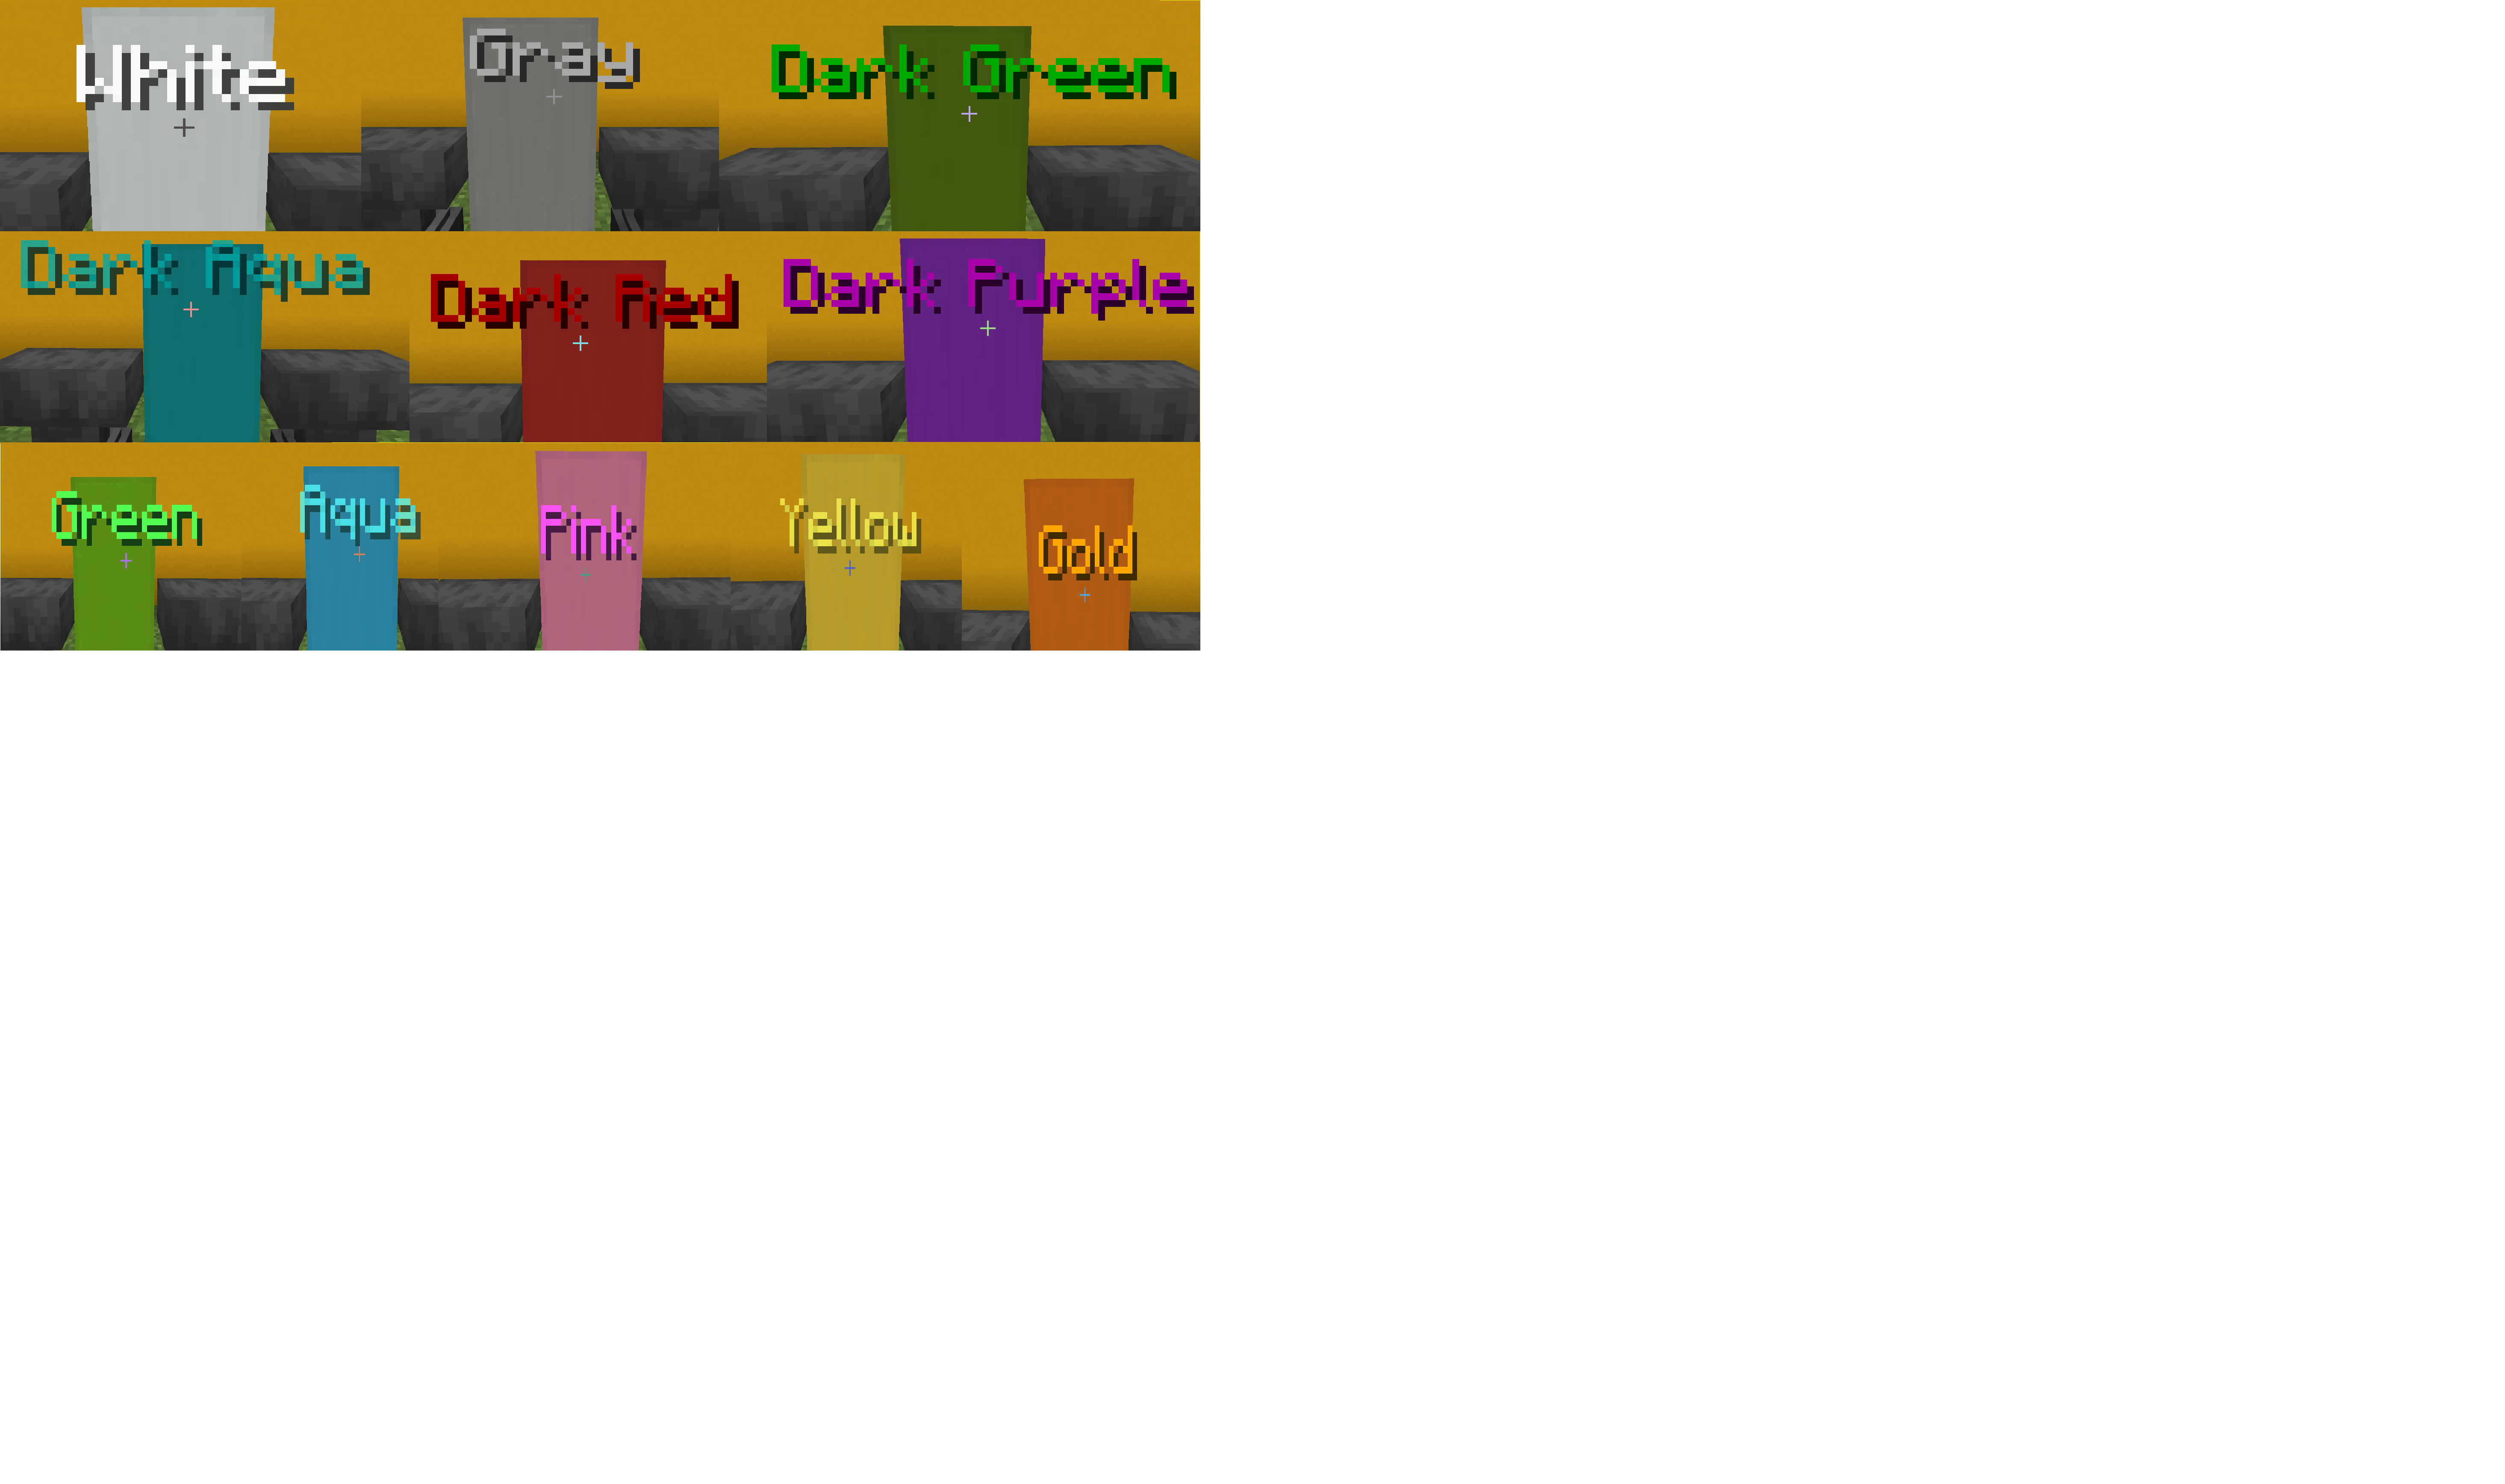 White
Gray
Dark Green
Dark Aqua
Dark Red
Dark Purple
Green
Aqua
Pink
Yellow
Gold